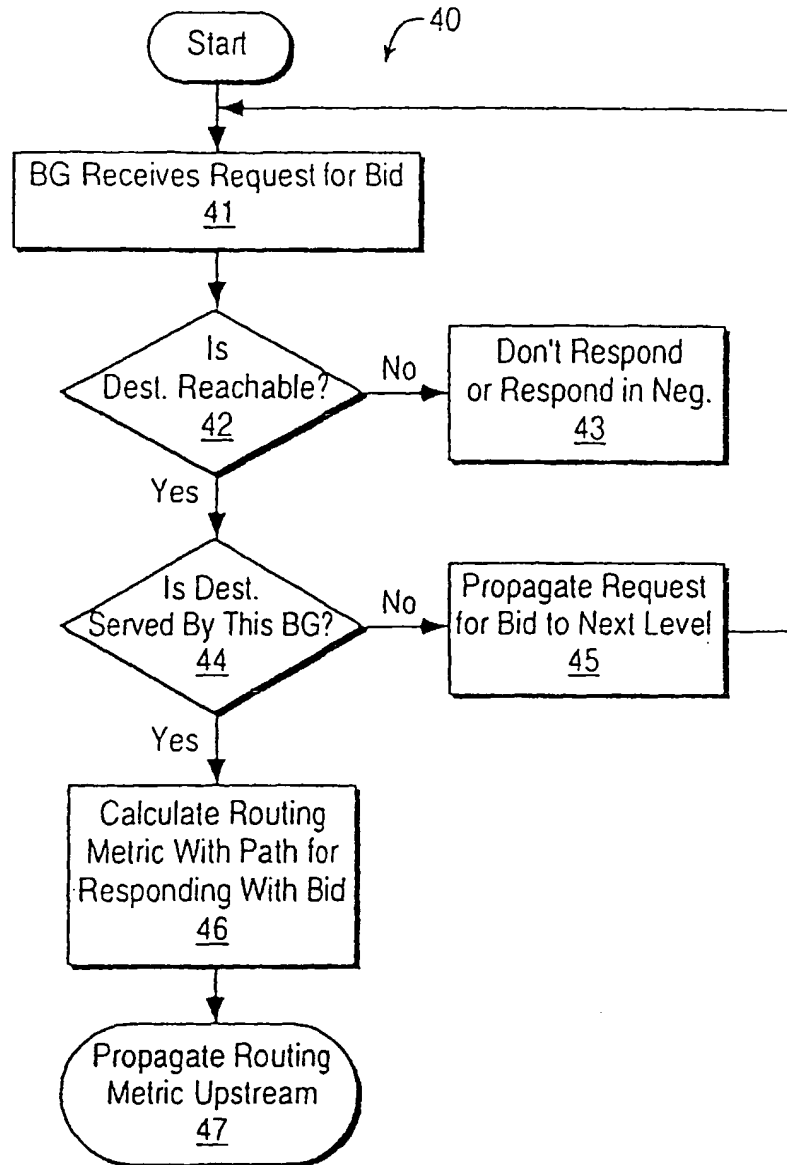 40
Start
BG Receives Request for Bid
41
Is
Dest. Reachable?
42
No
Don't Respond
or Respond in Neg.
43
Yes
Is Dest.
Served By This BG?
44
No
Propagate Request
for Bid to Next Level
45
Yes
Calculate Routing
Metric With Path for
Responding With Bid
46
Propagate Routing
Metric Upstream
47